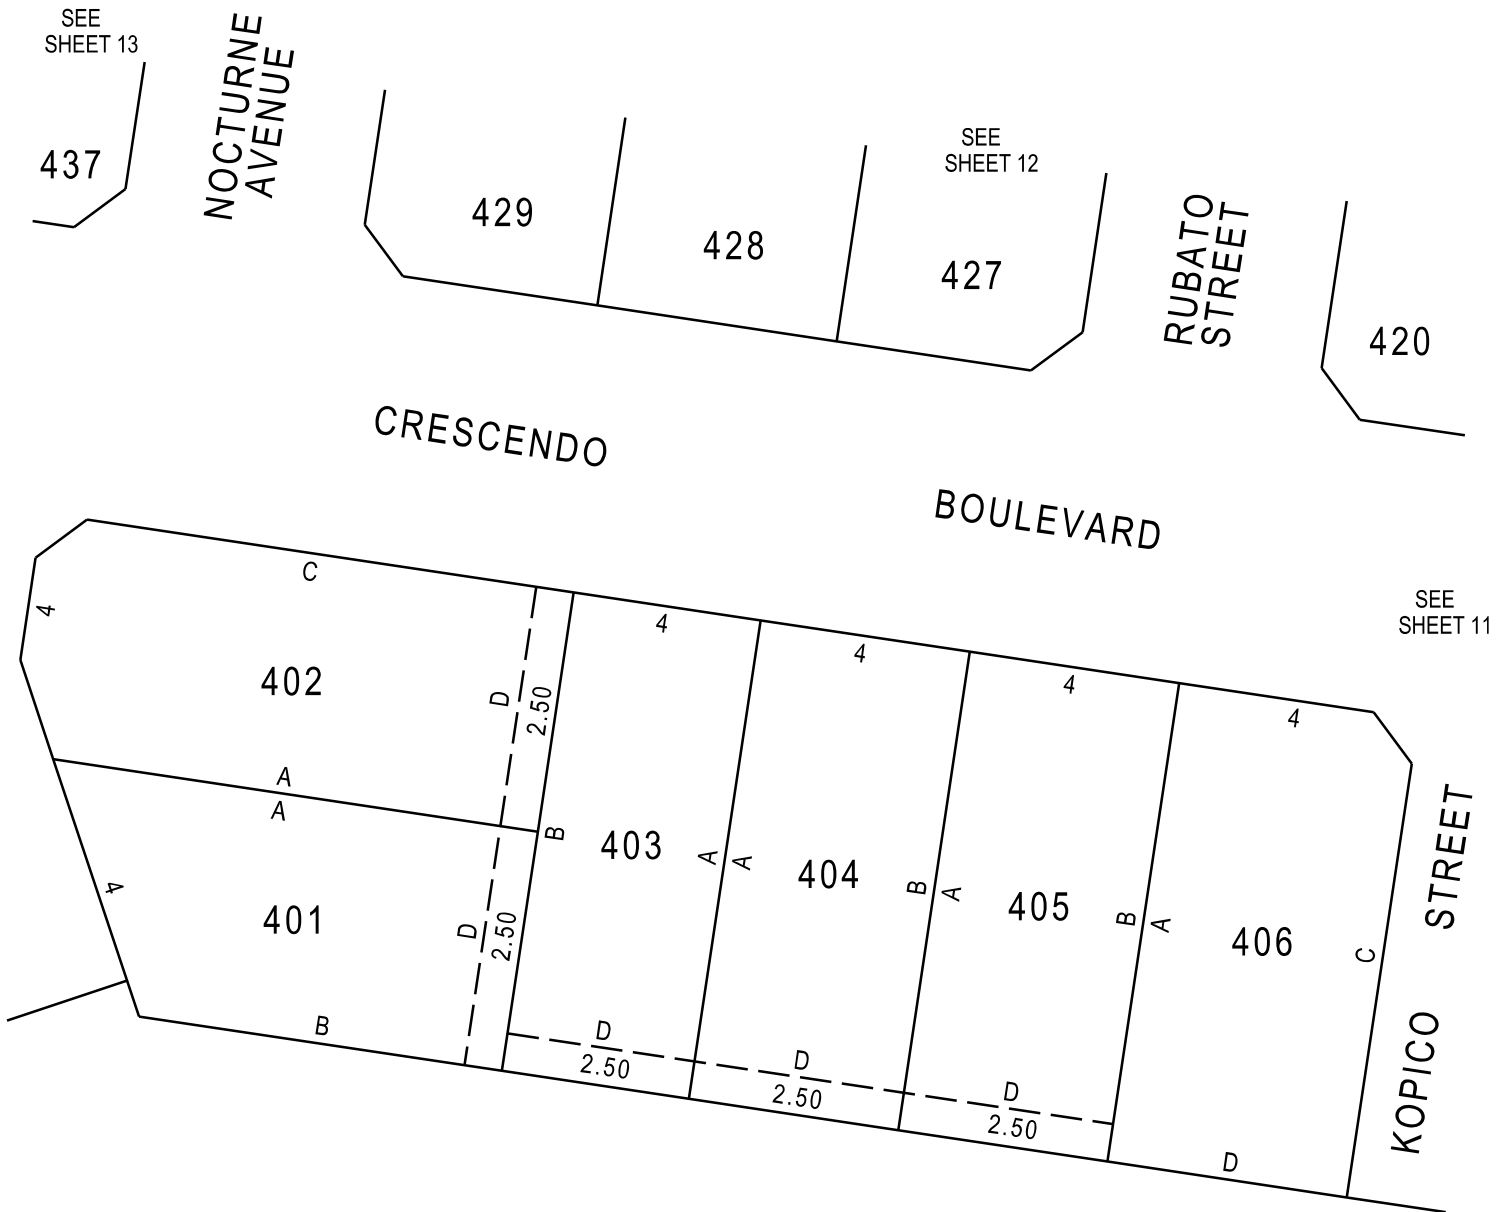 SEE
SHEET 13
NOCTURNE
AVENUE
437
429
428
SEE
SHEET 12
427
RUBATO
STREET
420
CRESCENDO
BOULEVARD
SEE
SHEET 11
C
4
402
D
2.50
A
A
4
401
D
2.50
B
4
B
403
A
D
2.50
4
A
404
B
D
2.50
4
A
405
B
D
2.50
4
A
406
C
D
KOPICO STREET